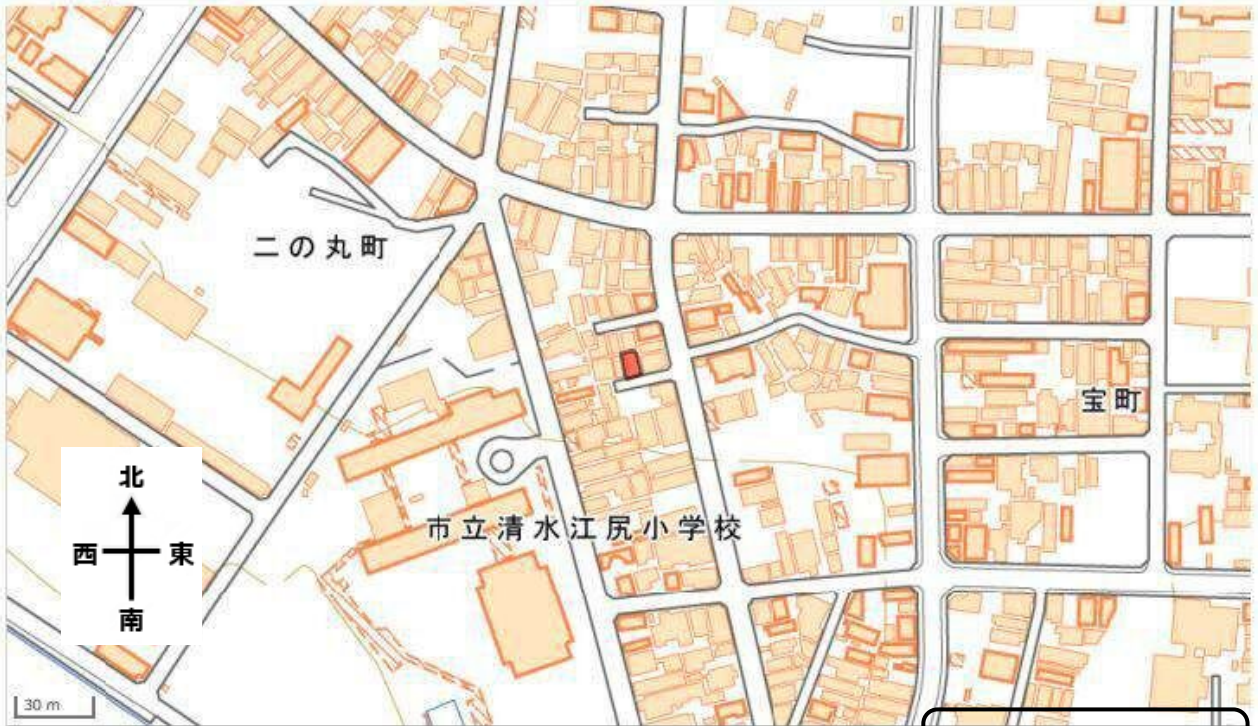 二の丸町
宝町
市立清水江尻小学校
北
西 東
南
30 m